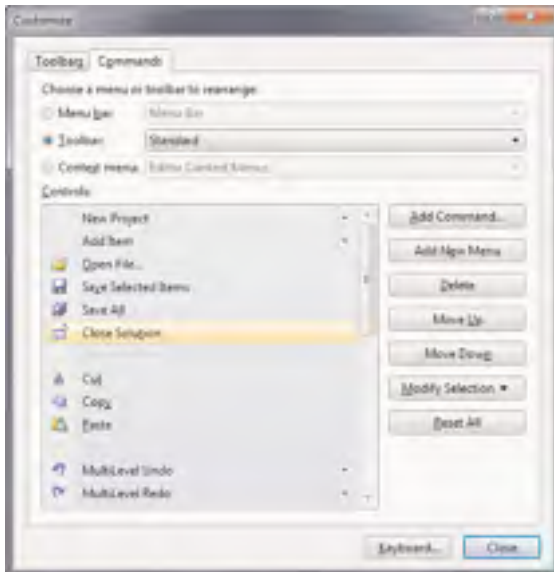 Customize
Toolbars Commands
Choose a menu or toolbar to rearrange:
Menu bar: Menu Bar
Toolbar: Standard
Context menu: Editor Context Menus
Controls:
New Project
Add Item
Open File...
Save Selected Items
Save All
Close Solution
Cut
Copy
Paste
MultiLevel Undo
MultiLevel Redo
Add Command...
Add New Menu
Delete
Move Up
Move Down
Modify Selection
Reset All
Keyboard...
Close